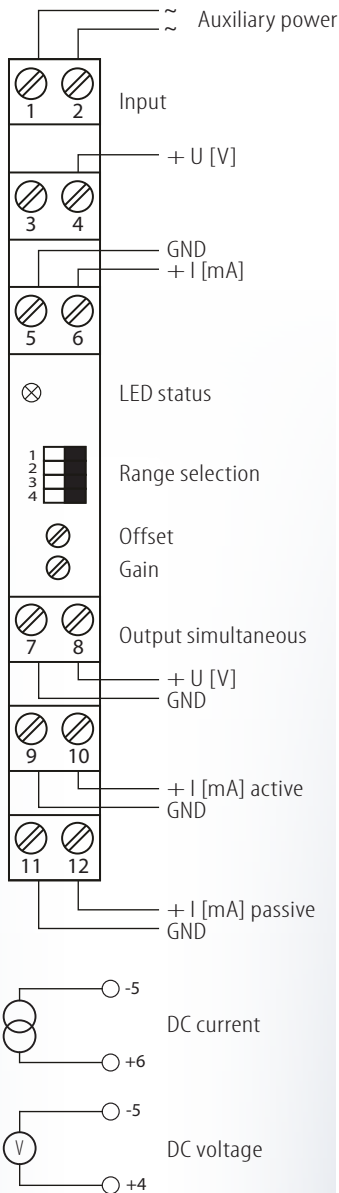 ~ Auxiliary power
~
1 2 Input
+ U [V]
3 4
GND
+ I [mA]
5 6
LED status
1
2 Range selection
3
4
Offset
Gain
7 8 Output simultaneous
+ U [V]
GND
9 10
+ I [mA] active
GND
11 12
+ I [mA] passive
GND
-5
DC current
+6
-5
V DC voltage
+4